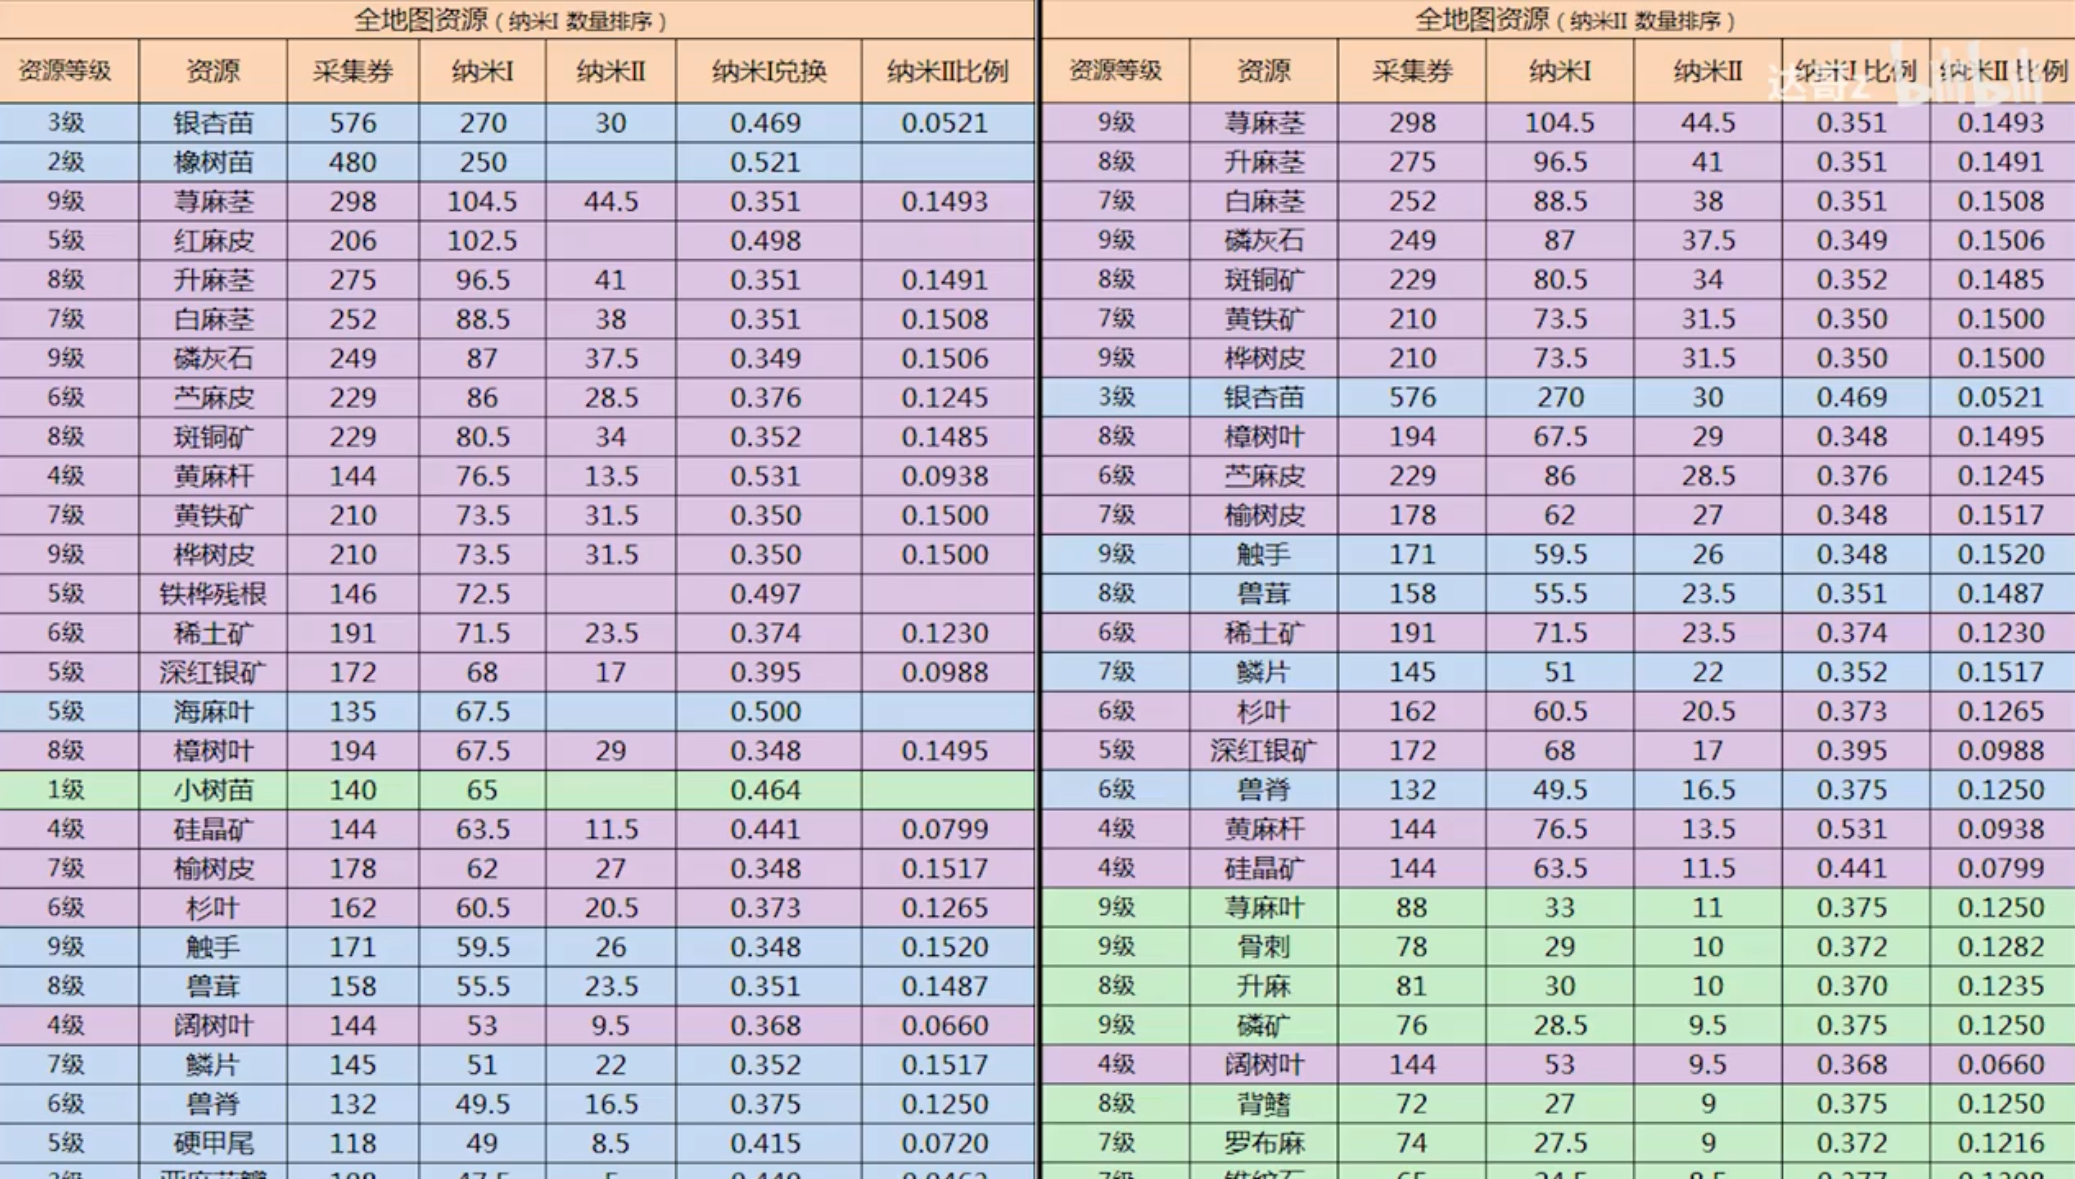 全地图资源（纳米I 数量排序）
资源等级 资源 采集券 纳米I 纳米II 纳米I兑换 纳米II比例
3级 银杏苗 576 270 30 0.469 0.0521
2级 橡树苗 480 250 0.521
9级 荨麻茎 298 104.5 44.5 0.351 0.1493
5级 红麻皮 206 102.5 0.498
8级 升麻茎 275 96.5 41 0.351 0.1491
7级 白麻茎 252 88.5 38 0.351 0.1508
9级 磷灰石 249 87 37.5 0.349 0.1506
6级 苎麻皮 229 86 28.5 0.376 0.1245
8级 斑铜矿 229 80.5 34 0.352 0.1485
4级 黄麻杆 144 76.5 13.5 0.531 0.0938
7级 黄铁矿 210 73.5 31.5 0.350 0.1500
9级 桦树皮 210 73.5 31.5 0.350 0.1500
5级 铁桦残根 146 72.5 0.497
6级 稀土矿 191 71.5 23.5 0.374 0.1230
5级 深红银矿 172 68 17 0.395 0.0988
5级 海麻叶 135 67.5 0.500
8级 樟树叶 194 67.5 29 0.348 0.1495
1级 小树苗 140 65 0.464
4级 硅晶矿 144 63.5 11.5 0.441 0.0799
7级 榆树皮 178 62 27 0.348 0.1517
6级 杉叶 162 60.5 20.5 0.373 0.1265
9级 触手 171 59.5 26 0.348 0.1520
8级 兽茸 158 55.5 23.5 0.351 0.1487
4级 阔树叶 144 53 9.5 0.368 0.0660
7级 鳞片 145 51 22 0.352 0.1517
6级 兽脊 132 49.5 16.5 0.375 0.1250
5级 硬甲尾 118 49 8.5 0.415 0.0720
全地图资源（纳米II 数量排序）
资源等级 资源 采集券 纳米I 纳米II 纳米I 比例 纳米II 比例
达哥z bilibili
9级 荨麻茎 298 104.5 44.5 0.351 0.1493
8级 升麻茎 275 96.5 41 0.351 0.1491
7级 白麻茎 252 88.5 38 0.351 0.1508
9级 磷灰石 249 87 37.5 0.349 0.1506
8级 斑铜矿 229 80.5 34 0.352 0.1485
7级 黄铁矿 210 73.5 31.5 0.350 0.1500
9级 桦树皮 210 73.5 31.5 0.350 0.1500
3级 银杏苗 576 270 30 0.469 0.0521
8级 樟树叶 194 67.5 29 0.348 0.1495
6级 苎麻皮 229 86 28.5 0.376 0.1245
7级 榆树皮 178 62 27 0.348 0.1517
9级 触手 171 59.5 26 0.348 0.1520
8级 兽茸 158 55.5 23.5 0.351 0.1487
6级 稀土矿 191 71.5 23.5 0.374 0.1230
7级 鳞片 145 51 22 0.352 0.1517
6级 杉叶 162 60.5 20.5 0.373 0.1265
5级 深红银矿 172 68 17 0.395 0.0988
6级 兽脊 132 49.5 16.5 0.375 0.1250
4级 黄麻杆 144 76.5 13.5 0.531 0.0938
4级 硅晶矿 144 63.5 11.5 0.441 0.0799
9级 荨麻叶 88 33 11 0.375 0.1250
9级 骨刺 78 29 10 0.372 0.1282
8级 升麻 81 30 10 0.370 0.1235
9级 磷矿 76 28.5 9.5 0.375 0.1250
4级 阔树叶 144 53 9.5 0.368 0.0660
8级 背鳍 72 27 9 0.375 0.1250
7级 罗布麻 74 27.5 9 0.372 0.1216